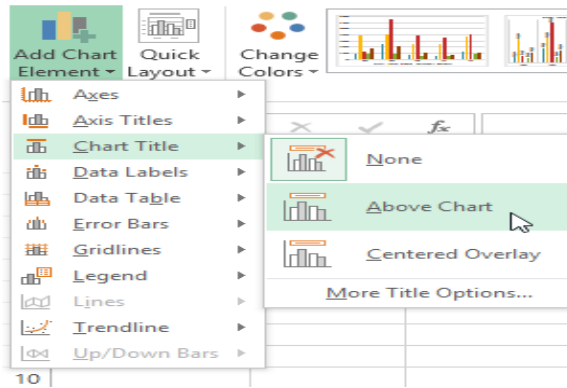 Add Chart
Element
Quick
Layout
Change
Colors
Axes
Axis Titles
Chart Title
Data Labels
Data Table
Error Bars
Gridlines
Legend
Lines
Trendline
Up/Down Bars
fx
None
Above Chart
Centered Overlay
More Title Options...
10